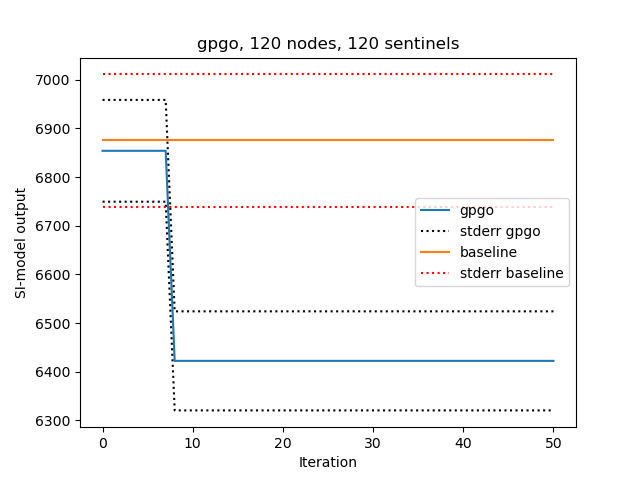 gpgo, 120 nodes, 120 sentinels
7000
6900
6800
6700
6600
6500
6400
6300
SI-model output
gpgo
stderr gpgo
baseline
stderr baseline
0 10 20 30 40 50
Iteration